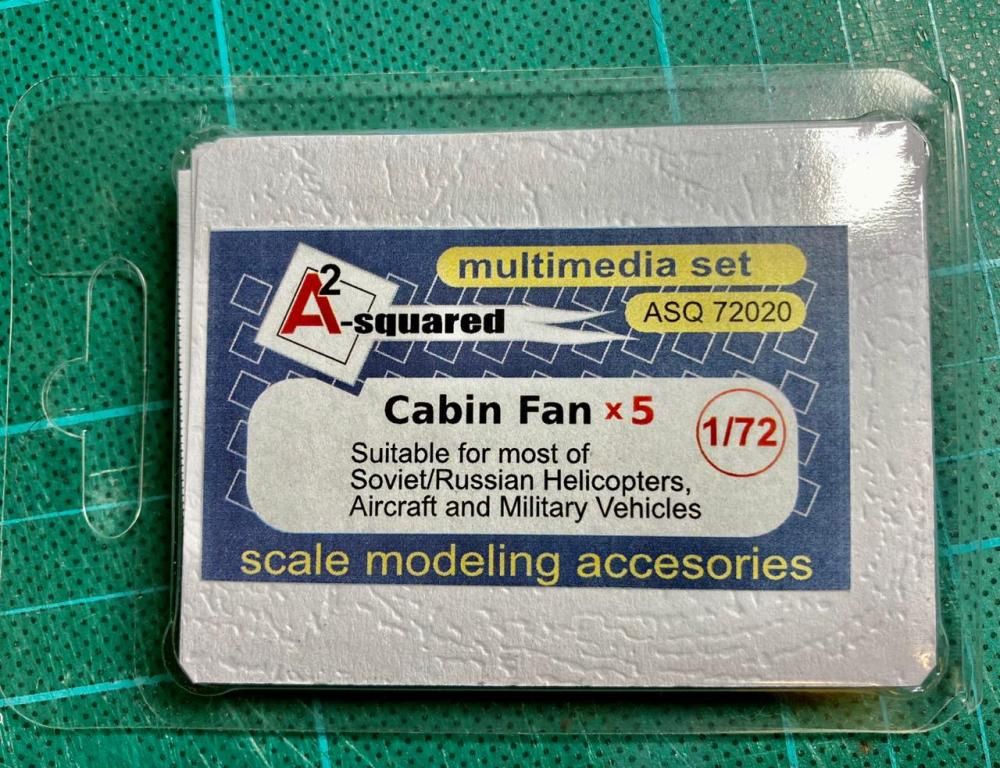 multimedia set
A2-squared
ASQ 72020
Cabin Fan x 5
1/72
Suitable for most of
Soviet/Russian Helicopters,
Aircraft and Military Vehicles
scale modeling accesories